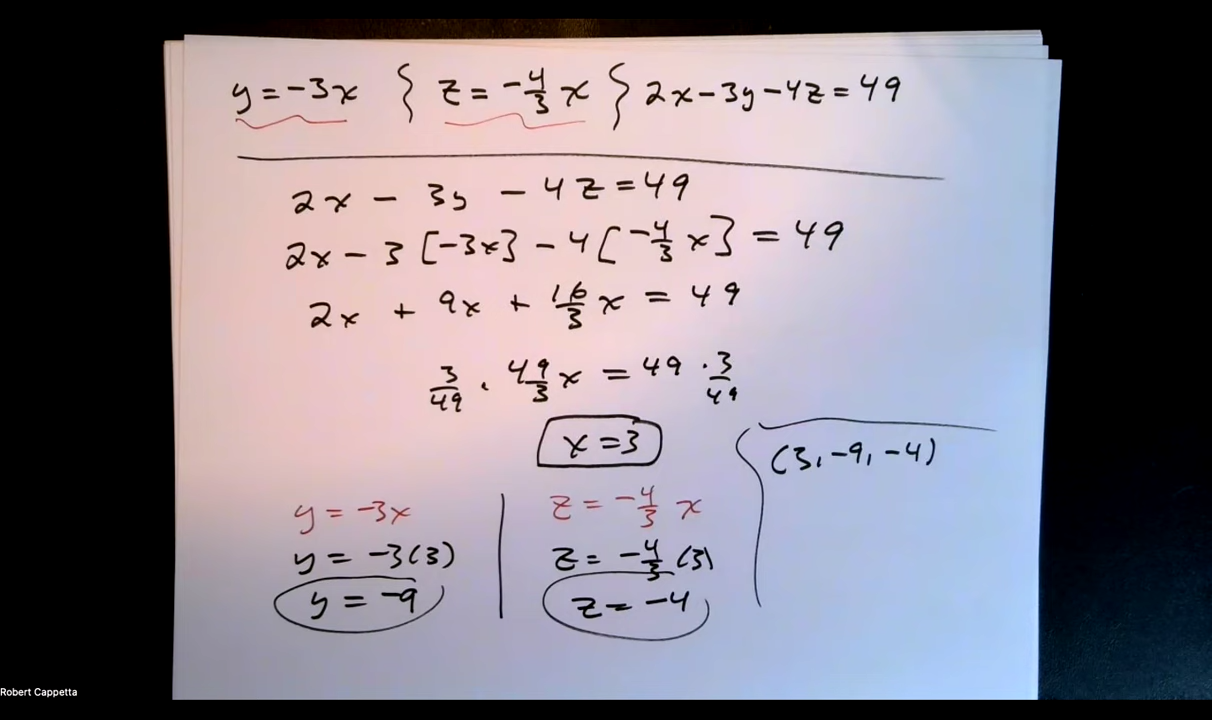 y = -3x { z = -4/3 x } 2x - 3y - 4z = 49
2x - 3y - 4z = 49
2x - 3 [-3x] - 4 [-4/3 x] = 49
2x + 9x + 16/3 x = 49
3/49 · 49/3 x = 49 · 3/49
x = 3
(3, -9, -4)
y = -3x
y = -3(3)
y = -9
z = -4/3 x
z = -4/3 (3)
z = -4
Robert Cappetta